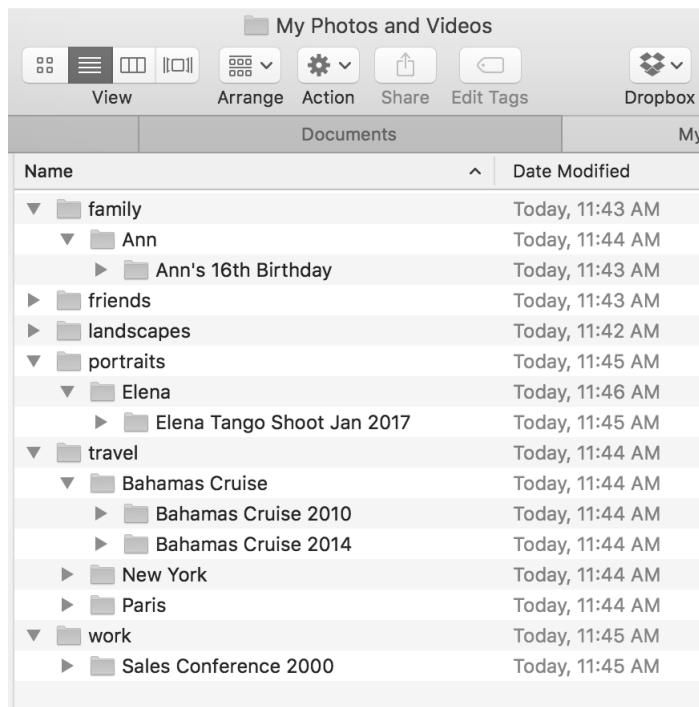 My Photos and Videos
View Arrange Action Share Edit Tags Dropbox
Documents My
Name Date Modified
family Today, 11:43 AM
Ann Today, 11:44 AM
Ann's 16th Birthday Today, 11:43 AM
friends Today, 11:43 AM
landscapes Today, 11:42 AM
portraits Today, 11:45 AM
Elena Today, 11:46 AM
Elena Tango Shoot Jan 2017 Today, 11:45 AM
travel Today, 11:44 AM
Bahamas Cruise Today, 11:44 AM
Bahamas Cruise 2010 Today, 11:44 AM
Bahamas Cruise 2014 Today, 11:44 AM
New York Today, 11:44 AM
Paris Today, 11:44 AM
work Today, 11:45 AM
Sales Conference 2000 Today, 11:45 AM